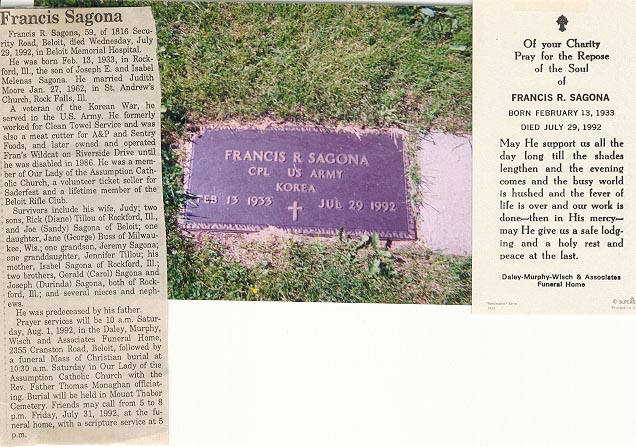 Francis Sagona
Francis R. Sagona, 59, of 1816 Secu-
rity Road, Beloit, died Wednesday, July
29, 1992, in Beloit Memorial Hospital.
He was born Feb. 13, 1933, in Rock-
ford, Ill., the son of Joseph E. and Isabel
Melenas Sagona. He married Judith
Moore Jan. 27, 1962, in St. Andrew's
Church, Rock Falls, Ill.
A veteran of the Korean War, he
served in the U.S. Army. He formerly
worked for Clean Towel Service and was
also a meat cutter for A&P and Sentry
Foods, and later owned and operated
Fran's Wildcat on Riverside Drive until
he was disabled in 1986. He was a mem-
ber of Our Lady of the Assumption Cath-
olic Church, a volunteer ticket seller for
Saderfest and a lifetime member of the
Beloit Rifle Club.
Survivors include his wife, Judy; two
sons, Rick (Diane) Tillou of Rockford, Ill.,
and Joe (Sandy) Sagona of Beloit; one
daughter, Jane (George) Buss of Milwau-
kee, Wis.; one grandson, Jeremy Sagona;
one granddaughter, Jennifer Tillou; his
mother, Isabel Sagona of Rockford, Ill.;
two brothers, Gerald (Carol) Sagona and
Joseph (Durinda) Sagona, both of Rock-
ford, Ill.; and several nieces and neph-
ews.
He was predeceased by his father.
Prayer services will be 10 a.m. Satur-
day, Aug. 1, 1992, in the Daley, Murphy,
Wisch and Associates Funeral Home,
2355 Cranston Road, Beloit, followed by
a funeral Mass of Christian burial at
10:30 a.m. Saturday in Our Lady of the
Assumption Catholic Church with the
Rev. Father Thomas Monaghan officiat-
ing. Burial will be held in Mount Thabor
Cemetery. Friends may call from 5 to 8
p.m. Friday, July 31, 1992, at the fu-
neral home, with a scripture service at 5
p.m.
FRANCIS R SAGONA
CPL US ARMY
KOREA
FEB 13 1933 JUL 29 1992
Of your Charity
Pray for the Repose
of the Soul
of
FRANCIS R. SAGONA
BORN FEBRUARY 13, 1933
DIED JULY 29, 1992
May He support us all the
day long till the shades
lengthen and the evening
comes and the busy world
is hushed and the fever of
life is over and our work is
done—then in His mercy—
may He give us a safe lodg-
ing and a holy rest and
peace at the last.
Daley-Murphy-Wisch & Associates
Funeral Home